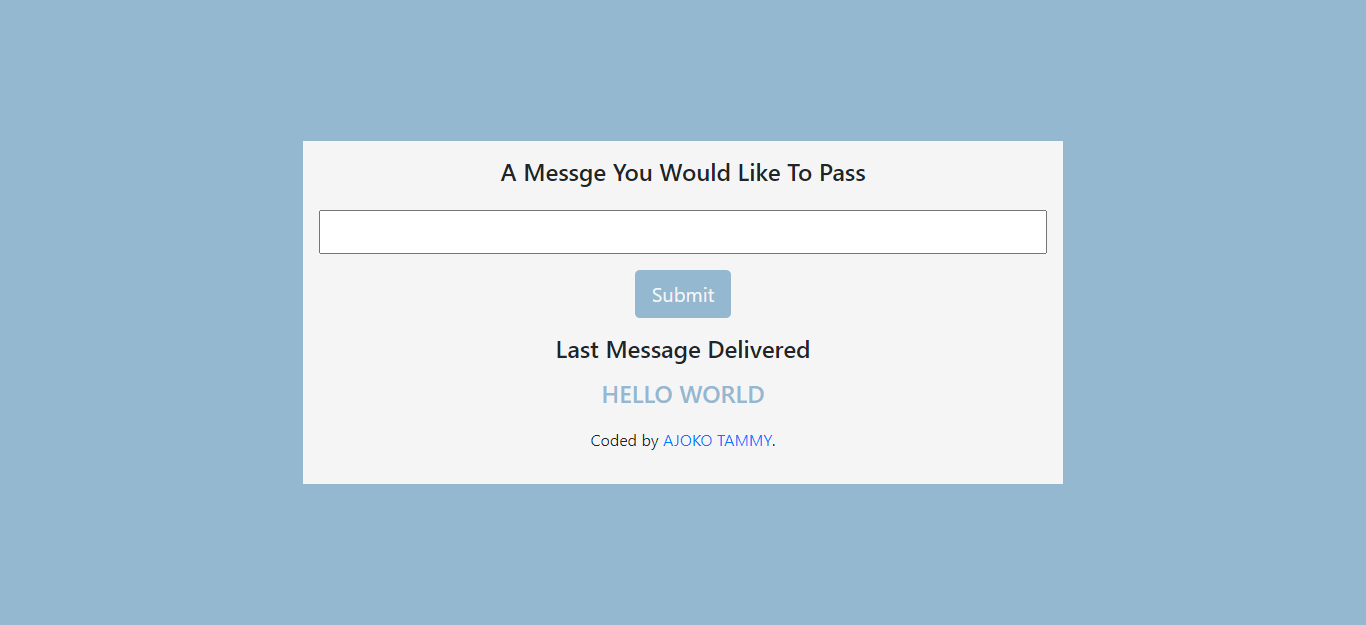 A Messge You Would Like To Pass
Submit
Last Message Delivered
HELLO WORLD
Coded by AJOKO TAMMY.